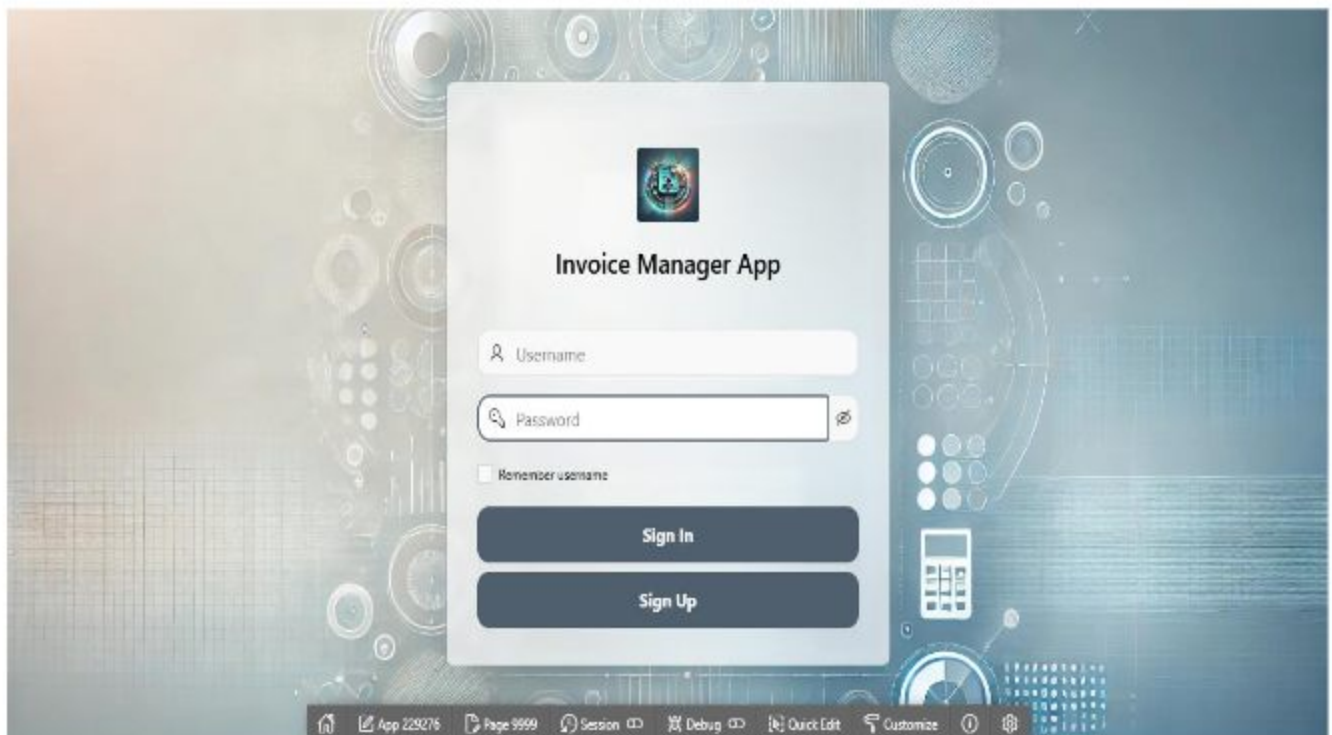 Invoice Manager App
Username
Password
Remember username
Sign In
Sign Up
App 229276 Page 9999 Session Debug Quick Edit Customize